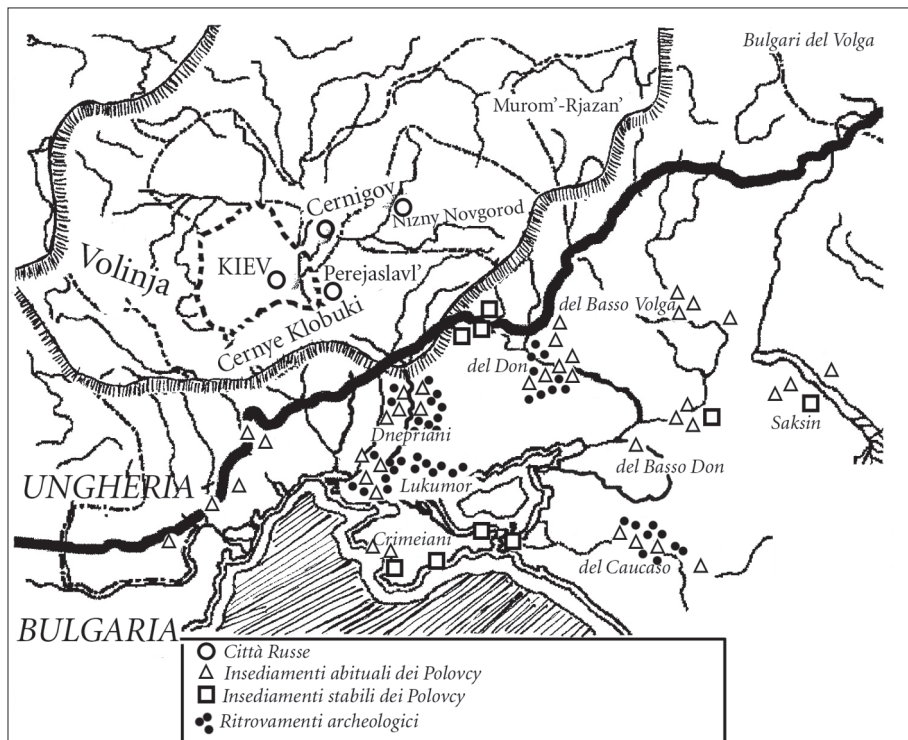 Bulgari del Volga
Murom'-Rjazan'
Cernigov
Nizny Novgorod
Volinja
KIEV
Perejaslavl'
Cernye Klobuki
del Basso Volga
del Don
Saksin
Dnepriani
del Basso Don
UNGHERIA
Lukumor
Crimeiani
del Caucaso
BULGARIA
Città Russe
Insediamenti abituali dei Polovcy
Insediamenti stabili dei Polovcy
Ritrovamenti archeologici